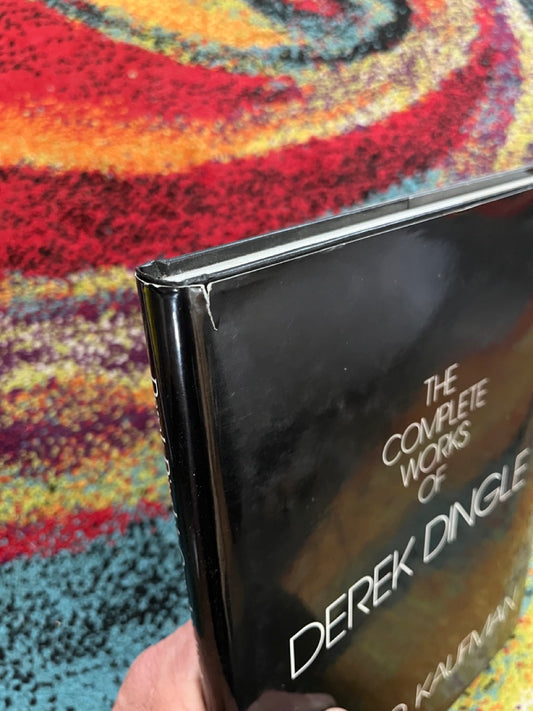 THE
COMPLETE
WORKS
OF
DEREK DINGLE
KAUFMAN